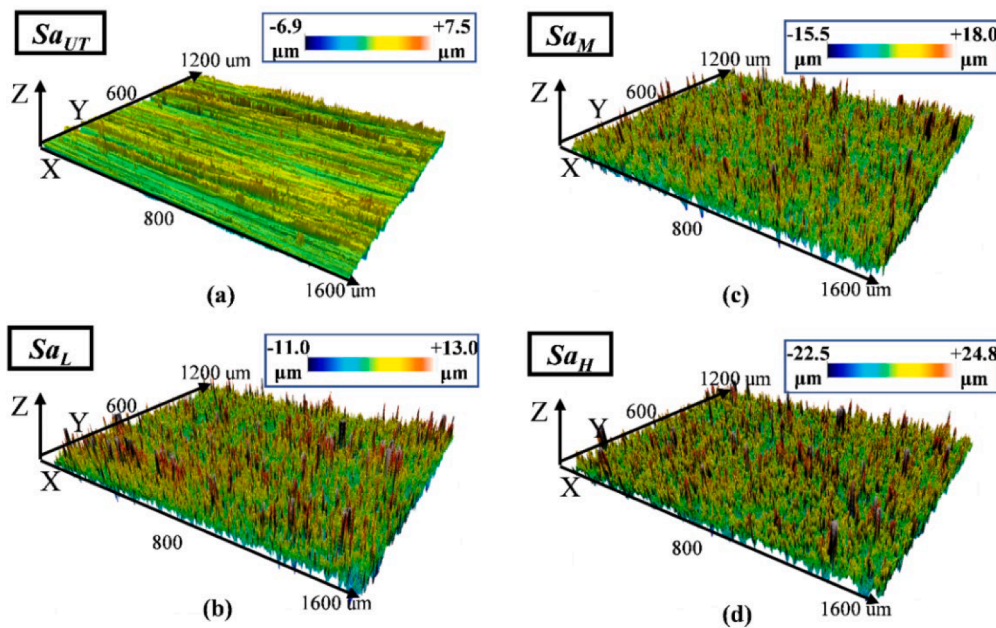 Sa_UT
-6.9 +7.5
µm µm
Z
Y
X
600
1200 um
800
1600 um
(a)
Sa_M
-15.5 +18.0
µm µm
Z
Y
X
600
1200 um
800
1600 um
(c)
Sa_L
-11.0 +13.0
µm µm
Z
Y
X
600
1200 um
800
1600 um
(b)
Sa_H
-22.5 +24.8
µm µm
Z
Y
X
600
1200 um
800
1600 um
(d)